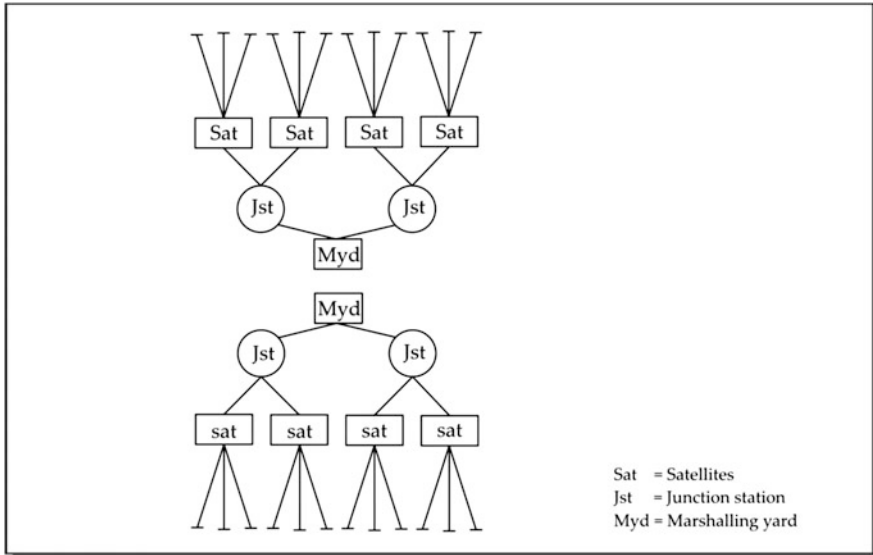 Sat Sat Sat Sat
Jst Jst
Myd
Myd
Jst Jst
sat sat sat sat
Sat = Satellites
Jst = Junction station
Myd = Marshalling yard